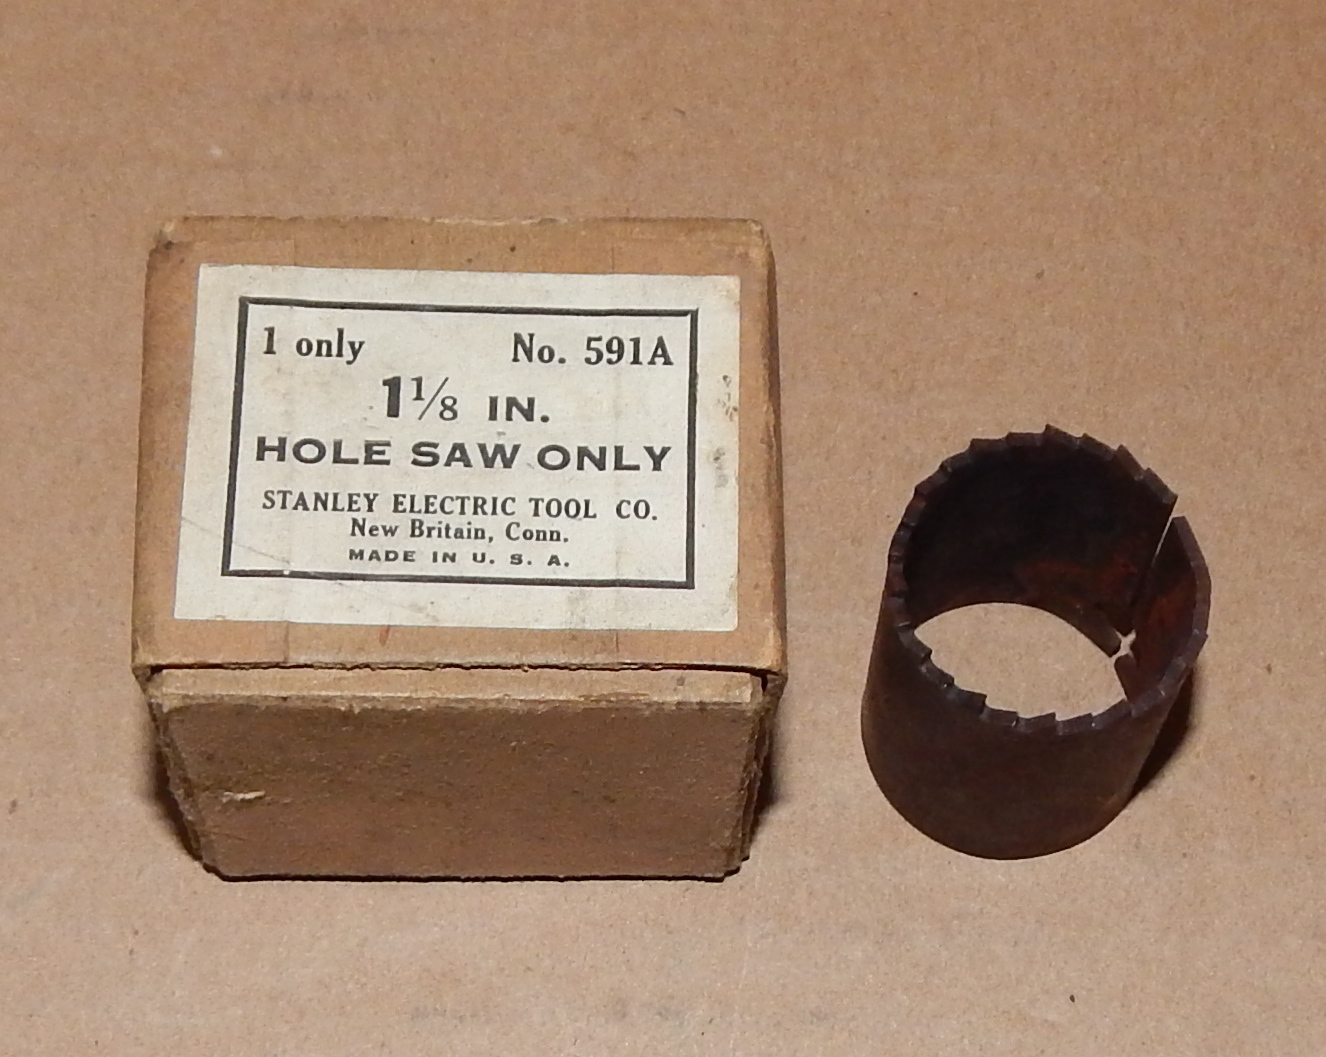 1 only No. 591A
1 1/8 IN.
HOLE SAW ONLY
STANLEY ELECTRIC TOOL CO.
New Britain, Conn.
MADE IN U. S. A.